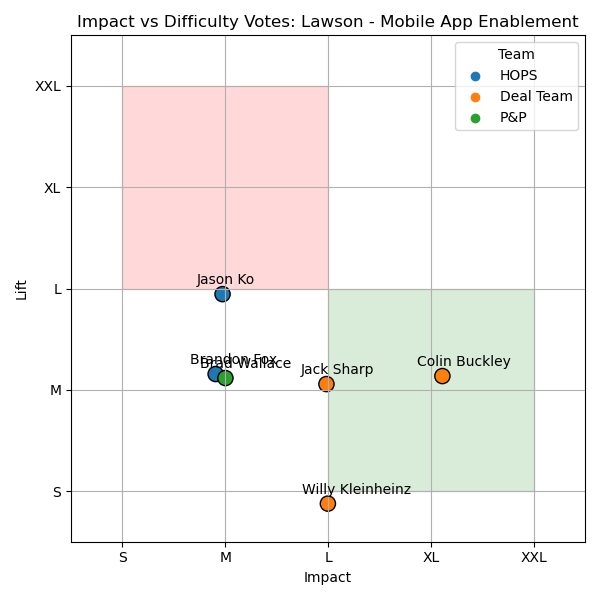 Impact vs Difficulty Votes: Lawson - Mobile App Enablement
Team
HOPS
Deal Team
P&P
XXL
XL
L
M
S
Lift
Jason Ko
Brandon Fox
Brad Wallace
Jack Sharp
Colin Buckley
Willy Kleinheinz
S
M
L
XL
XXL
Impact